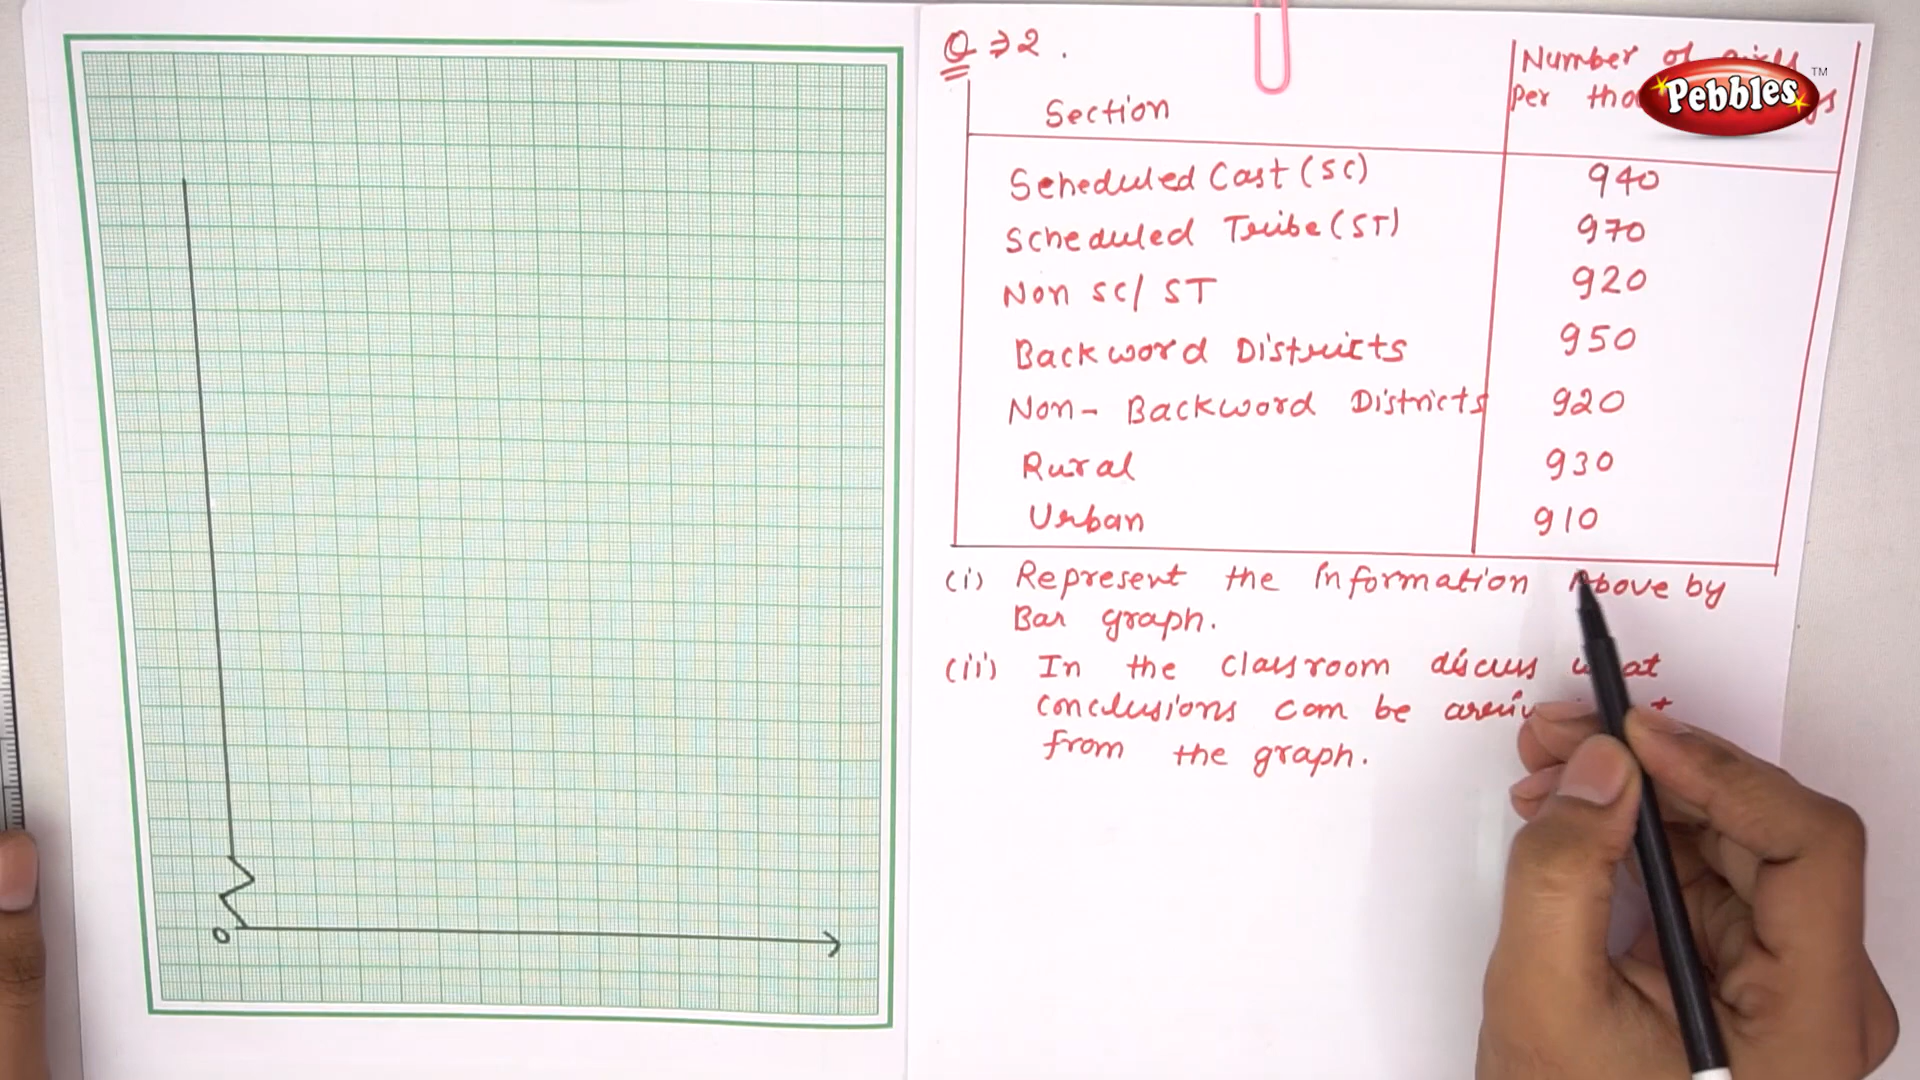 Q ⇒ 2.
Section
Number of
Per
Pebbles™
Scheduled Cast (SC) 940
Scheduled Tribe (ST) 970
Non SC/ST 920
Backword Districts 950
Non- Backword Districts 920
Rural 930
Urban 910
(i) Represent the Information Above by
Bar graph.
(ii) In the Classroom discuss
conclusions can be
from the graph.
0